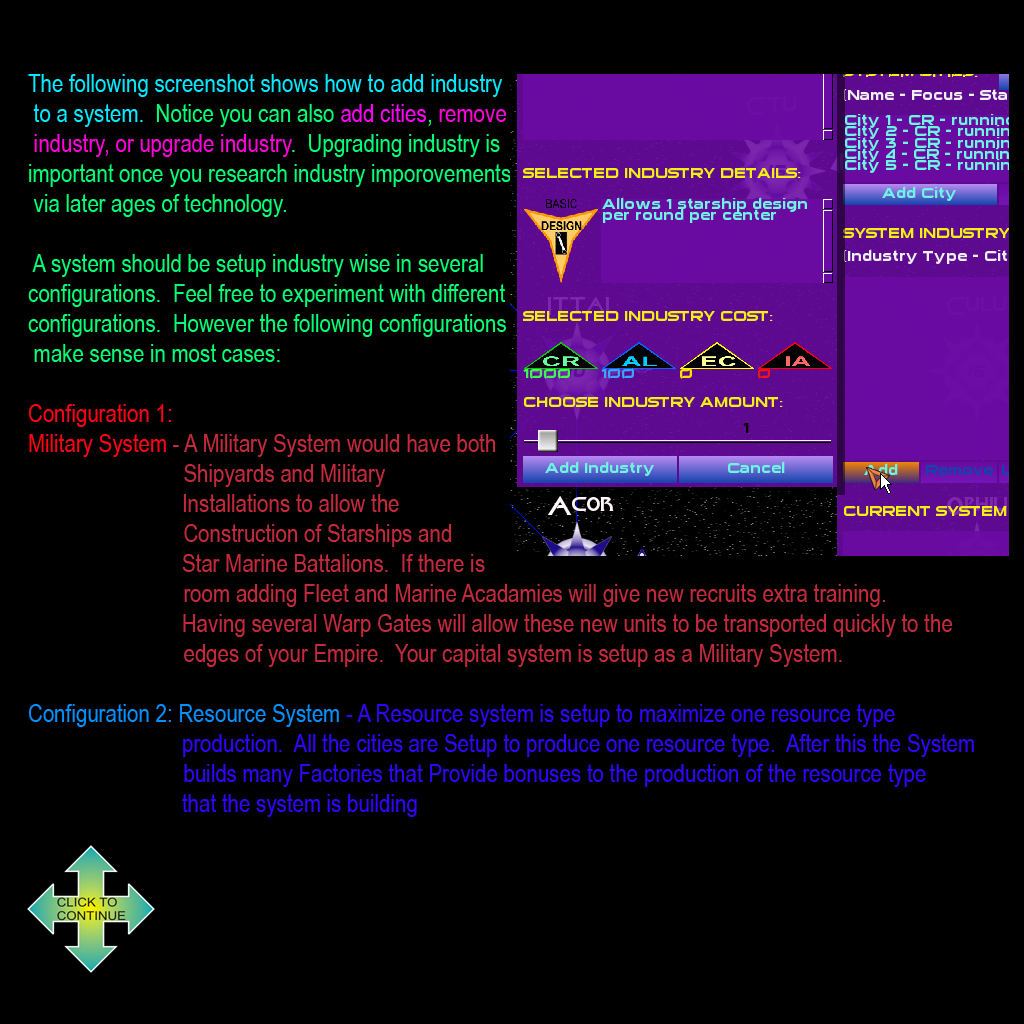 The following screenshot shows how to add industry
to a system.  Notice you can also add cities, remove
industry, or upgrade industry.  Upgrading industry is
important once you research industry imporovements
via later ages of technology.
A system should be setup industry wise in several
configurations.  Feel free to experiment with different
configurations.  However the following configurations
make sense in most cases:
Configuration 1:
Military System - A Military System would have both
Shipyards and Military
Installations to allow the
Construction of Starships and
Star Marine Battalions.  If there is
room adding Fleet and Marine Acadamies will give new recruits extra training.
Having several Warp Gates will allow these new units to be transported quickly to the
edges of your Empire.  Your capital system is setup as a Military System.
Configuration 2: Resource System - A Resource system is setup to maximize one resource type
production.  All the cities are Setup to produce one resource type.  After this the System
builds many Factories that Provide bonuses to the production of the resource type
that the system is building
CLICK TO
CONTINUE
SELECTED INDUSTRY DETAILS:
BASIC
DESIGN
Allows 1 starship design
per round per center
ITTAL
SELECTED INDUSTRY COST:
CR AL EC IA
1000 100 0 0
CHOOSE INDUSTRY AMOUNT:
1
Add Industry Cancel
ACOR
(Name - Focus - Sta
City 1 - CR - running
City 2 - CR - runnin
City 3 - CR - runnin
City 4 - CR - runnin
City 5 - CR - runnin
Add City
SYSTEM INDUSTRY
(Industry Type - Cit
Add Remove U
CURRENT SYSTEM